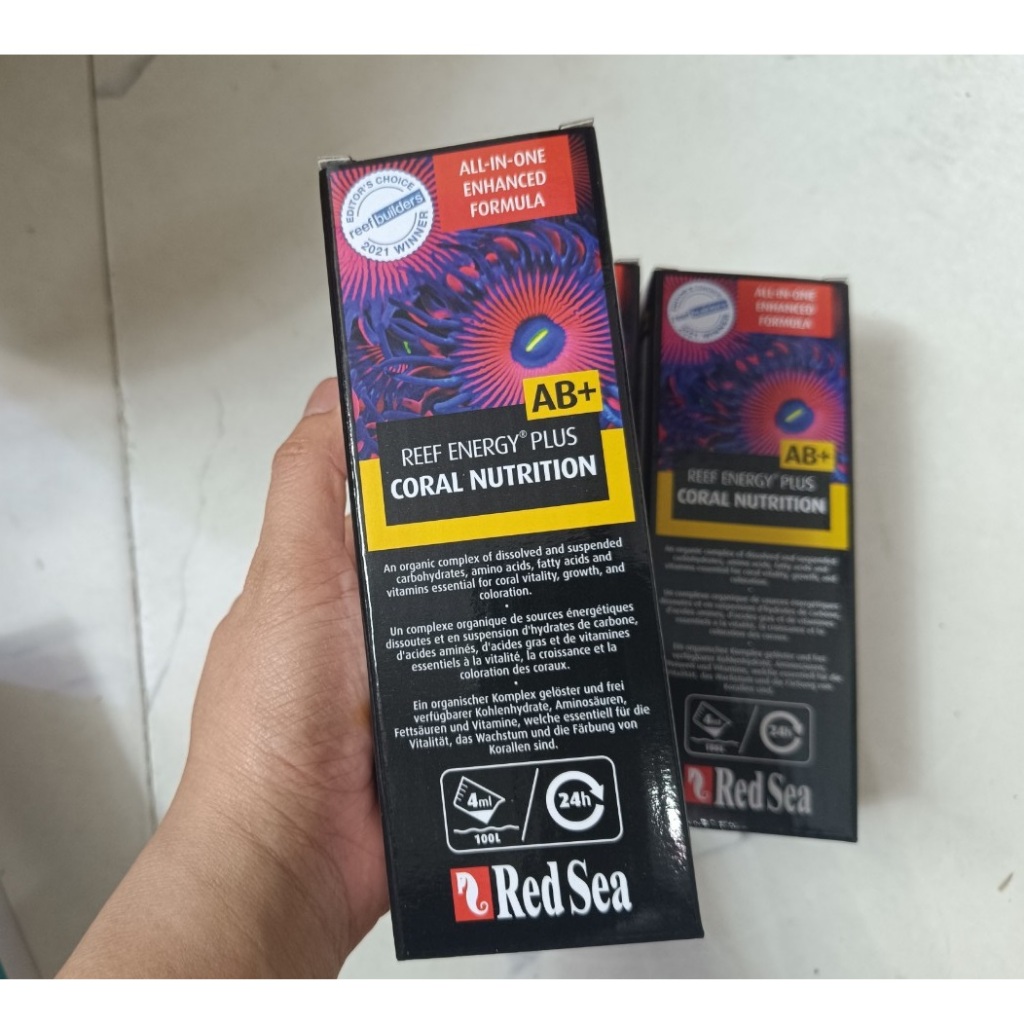 EDITOR'S CHOICE
reefbuilders
2021 WINNER
ALL-IN-ONE
ENHANCED
FORMULA
AB+
REEF ENERGY® PLUS
CORAL NUTRITION
An organic complex of dissolved and suspended
carbohydrates, amino acids, fatty acids and
vitamins essential for coral vitality, growth, and
coloration.
•
Un complexe organique de sources énergétiques
dissoutes et en suspension d'hydrates de carbone,
d'acides aminés, d'acides gras et de vitamines
essentiels à la vitalité, la croissance et la
coloration des coraux.
•
Ein organischer Komplex gelöster und frei
verfügbarer Kohlenhydrate, Aminosäuren,
Fettsäuren und Vitamine, welche essentiell für die
Vitalität, das Wachstum und die Färbung von
Korallen sind.
4ml
100L
24h
Red Sea
ALL-IN-ONE
ENHANCED
FORMULA
AB+
REEF ENERGY® PLUS
CORAL NUTRITION
4ml
100L
24h
Red Sea